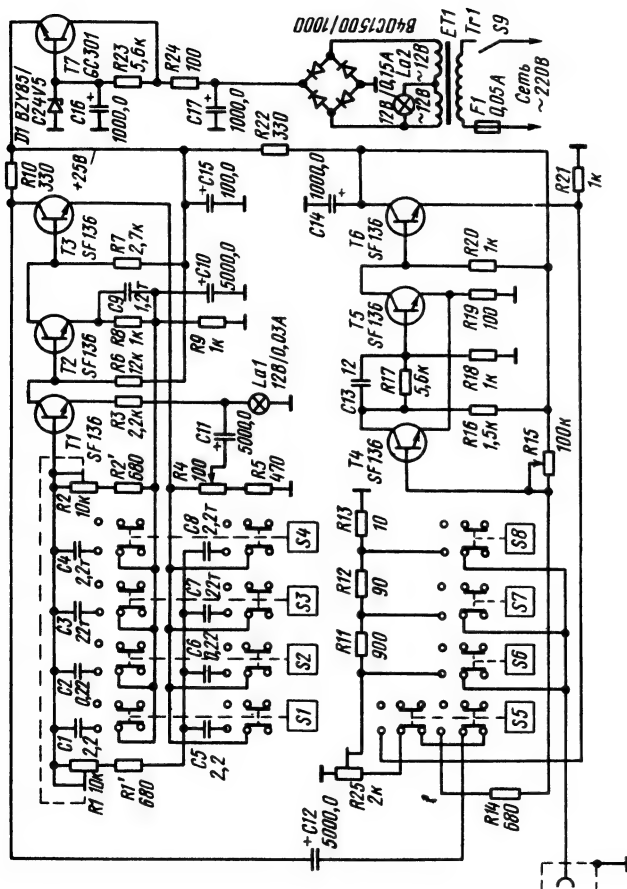 D1 BZY85/
C24V5
T7
GC301
C16
1000,0
R23
5,6к
R24
100
C17
1000,0
B40C1500/1000
~12В
12В
0,15А
La2
~12В
ET1
Tr1
S9
F1
0,05А
Сеть
~220В
R10
330
+25В
T3
SF136
R7
2,7к
C15
100,0
R22
330
C14
1000,0
T6
SF136
R20
1к
R21
1к
T2
SF136
C9
1,2т
C10
5000,0
R8
1к
R6
12к
R9
1к
T5
SF136
R19
100
T1
SF136
R3
2,2к
C11
5000,0
La1
12В/0,03А
C13
12
R17
5,6к
R18
1к
R16
1,5к
T4
SF136
R15
100к
R2
10к
R2'
680
R4
100
R5
470
C4
2,2т
C3
22т
C2
0,22
C1
2,2
R1
10к
R1'
680
C8
2,2т
C7
22т
C6
0,22
C5
2,2
S4
S3
S2
S1
R13
10
R12
90
R11
900
R25
2к
S8
S7
S6
S5
R14
680
C12
5000,0